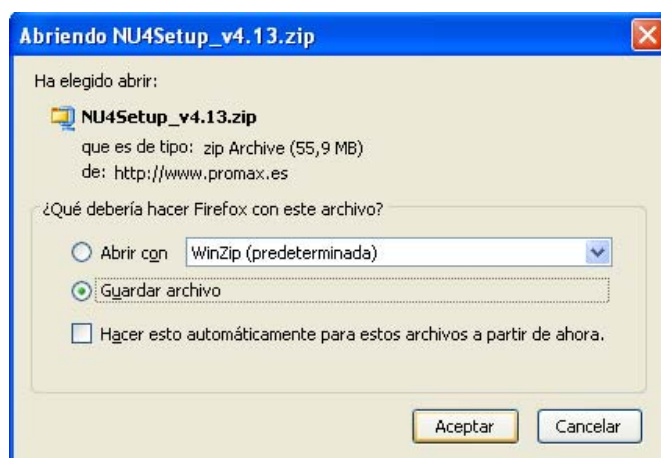 Abriendo NU4Setup_v4.13.zip
Ha elegido abrir:
NU4Setup_v4.13.zip
que es de tipo: zip Archive (55,9 MB)
de: http://www.promax.es
¿Qué debería hacer Firefox con este archivo?
Abrir con WinZip (predeterminada)
Guardar archivo
Hacer esto automáticamente para estos archivos a partir de ahora.
Aceptar Cancelar